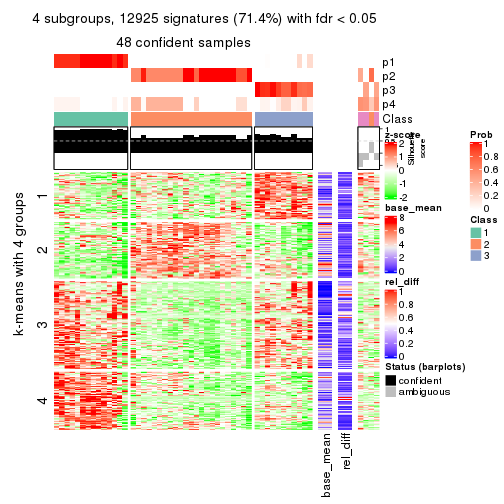 4 subgroups, 12925 signatures (71.4%) with fdr < 0.05
48 confident samples
p1
p2
p3
p4
Class
1
Silhouette
score
k-means with 4 groups
1
2
3
4
base_mean
rel_diff
z-score
2
1
0
-1
-2
base_mean
8
6
4
2
0
rel_diff
1
0.8
0.6
0.4
0.2
0
Status (barplots)
confident
ambiguous
Prob
1
0.8
0.6
0.4
0.2
0
Class
1
2
3